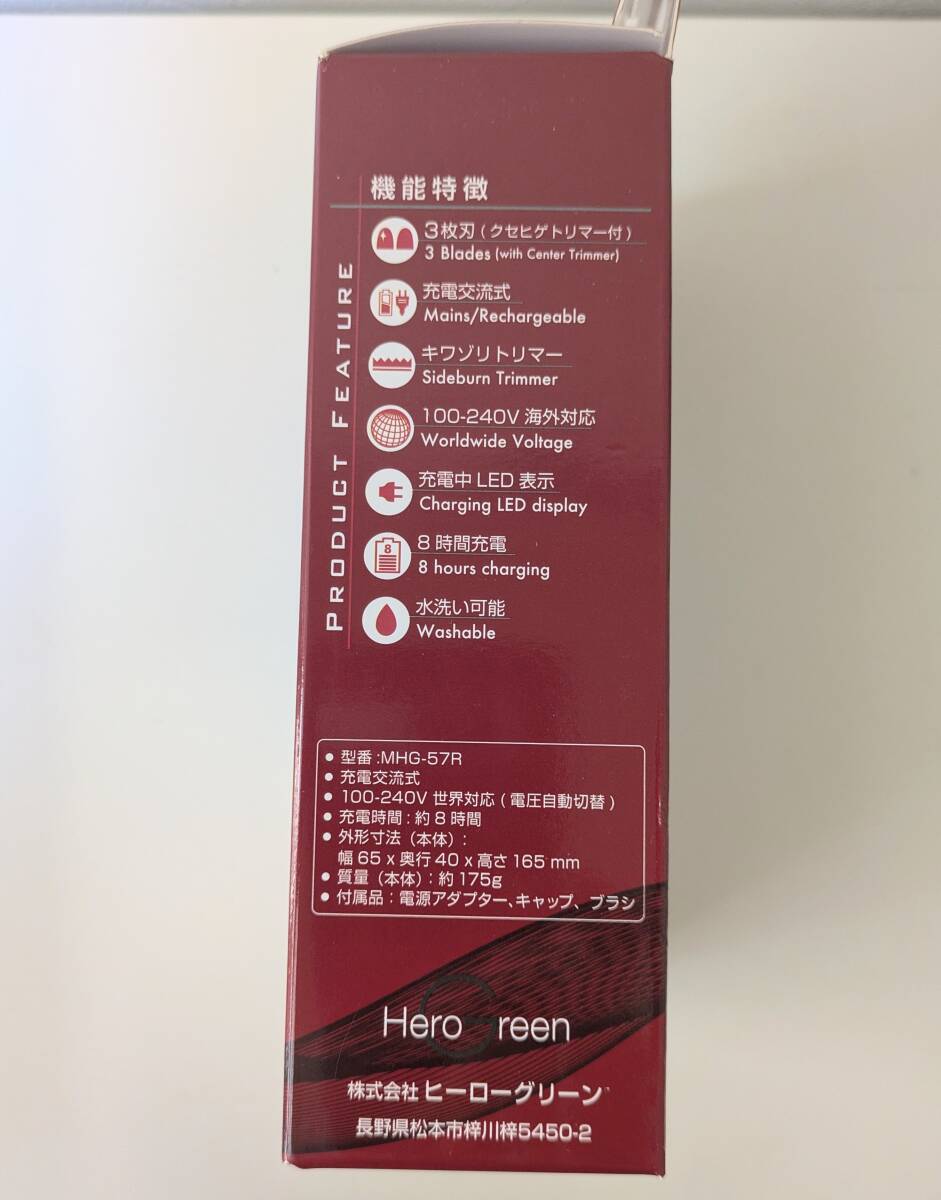 機能特徴
PRODUCT FEATURE
3枚刃(クセヒゲトリマー付)
3 Blades (with Center Trimmer)
充電交流式
Mains/Rechargeable
キワゾリトリマー
Sideburn Trimmer
100-240V 海外対応
Worldwide Voltage
充電中 LED 表示
Charging LED display
8
8 時間充電
8 hours charging
水洗い可能
Washable
● 型番:MHG-57R
● 充電交流式
● 100-240V 世界対応(電圧自動切替)
● 充電時間:約 8 時間
● 外形寸法(本体):
幅 65 x 奥行 40 x 高さ 165 mm
● 質量(本体):約 175g
● 付属品:電源アダプター、キャップ、ブラシ
HeroGreen
株式会社 ヒーローグリーン™
長野県松本市梓川梓5450-2